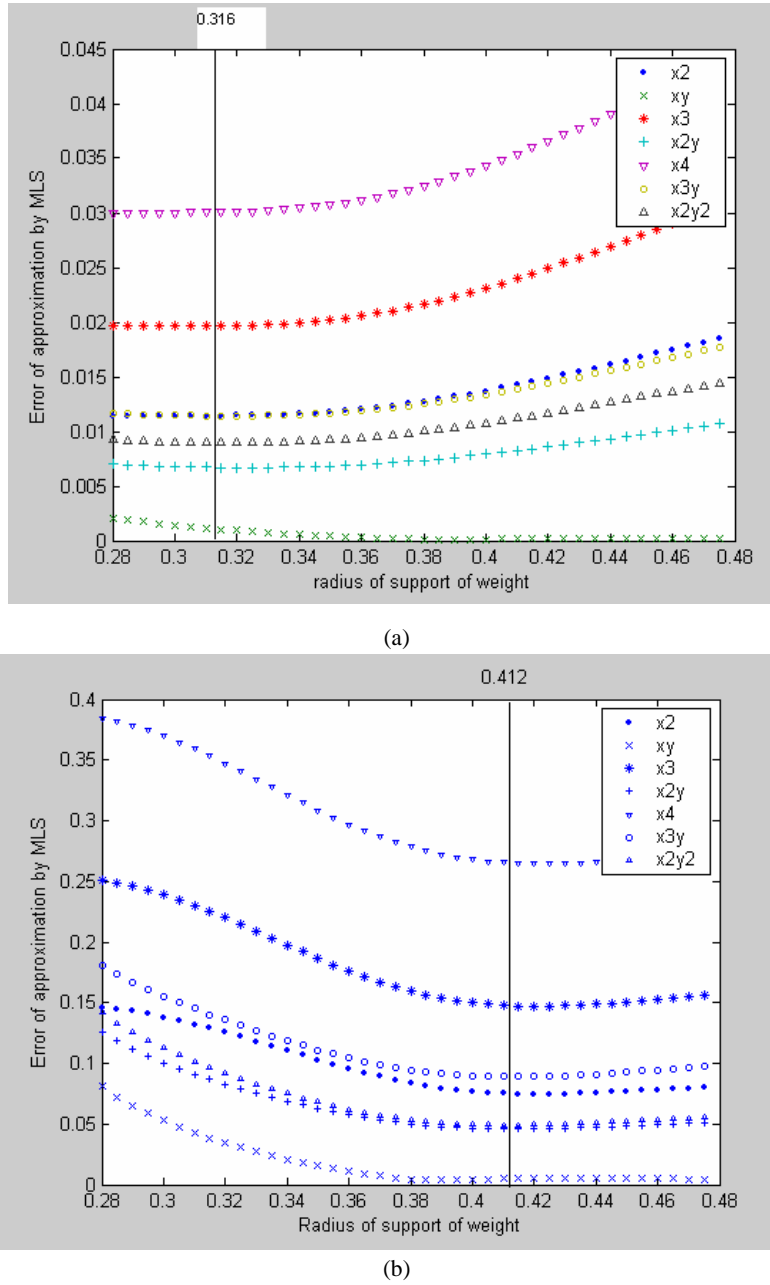 0.316
0.045
0.04
0.035
0.03
0.025
0.02
0.015
0.01
0.005
0
Error of approximation by MLS
x2
xy
x3
x2y
x4
x3y
x2y2
0.28 0.3 0.32 0.34 0.36 0.38 0.4 0.42 0.44 0.46 0.48
radius of support of weight
(a)
0.412
0.4
0.35
0.3
0.25
0.2
0.15
0.1
0.05
0
Error of approximation by MLS
x2
xy
x3
x2y
x4
x3y
x2y2
0.28 0.3 0.32 0.34 0.36 0.38 0.4 0.42 0.44 0.46 0.48
Radius of support of weight
(b)